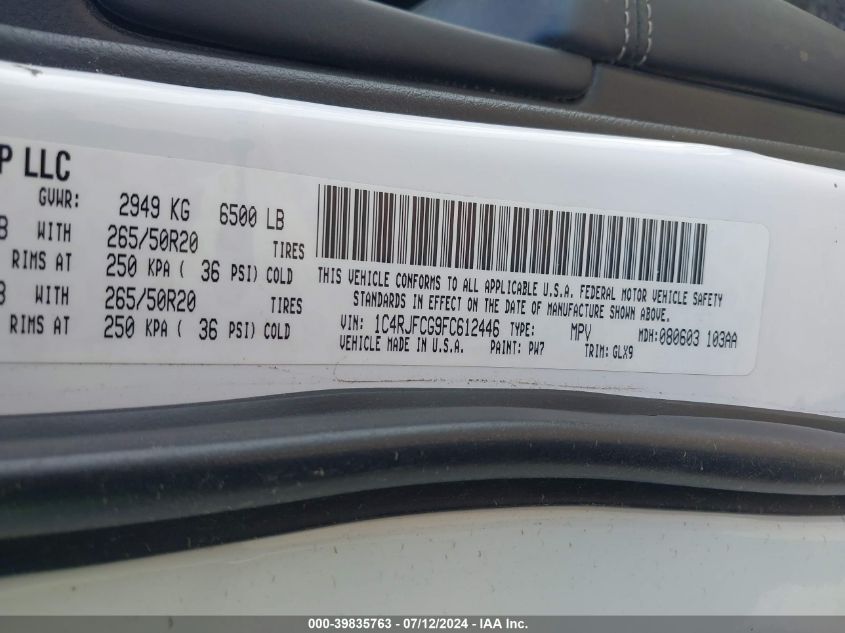 P LLC
GVWR: 2949 KG 6500 LB
B WITH 265/50R20 TIRES
RIMS AT 250 KPA ( 36 PSI) COLD
B WITH 265/50R20 TIRES
RIMS AT 250 KPA ( 36 PSI) COLD
THIS VEHICLE CONFORMS TO ALL APPLICABLE U.S.A. FEDERAL MOTOR VEHICLE SAFETY
STANDARDS IN EFFECT ON THE DATE OF MANUFACTURE SHOWN ABOVE.
VIN: 1C4RJFCG9FC612446 TYPE: MPV MDH:080603 103AA
VEHICLE MADE IN U.S.A. PAINT: PW7 TRIM: GLX9
000-39835763 - 07/12/2024 - IAA Inc.